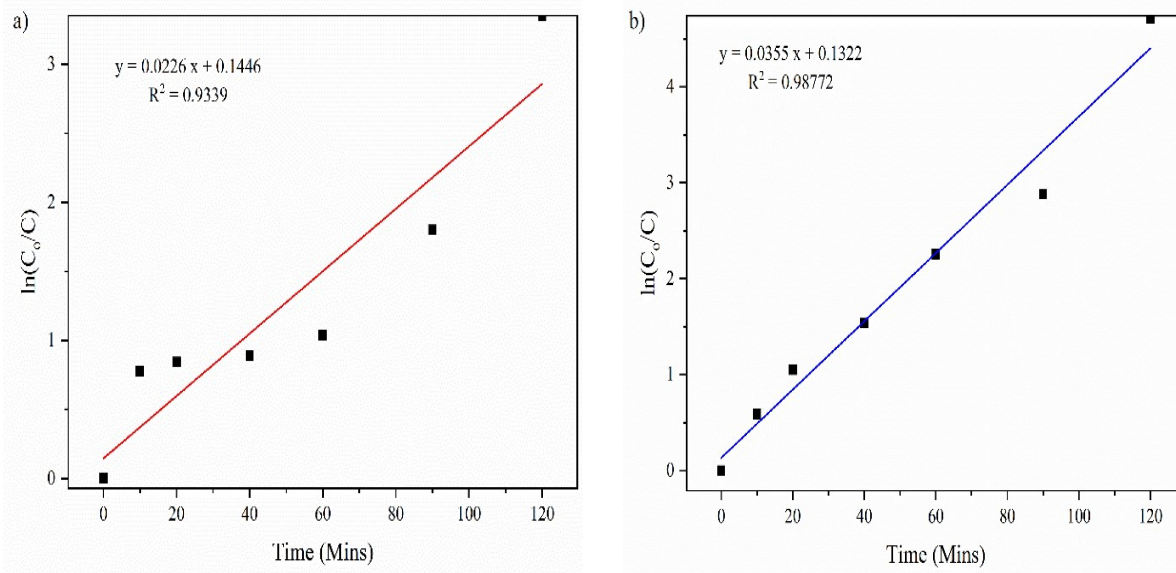 a)
y = 0.0226 x + 0.1446
R² = 0.9339
3
2
1
0
ln(Cₒ/C)
0 20 40 60 80 100 120
Time (Mins)
b)
y = 0.0355 x + 0.1322
R² = 0.98772
4
3
2
1
0
ln(Cₒ/C)
0 20 40 60 80 100 120
Time (Mins)